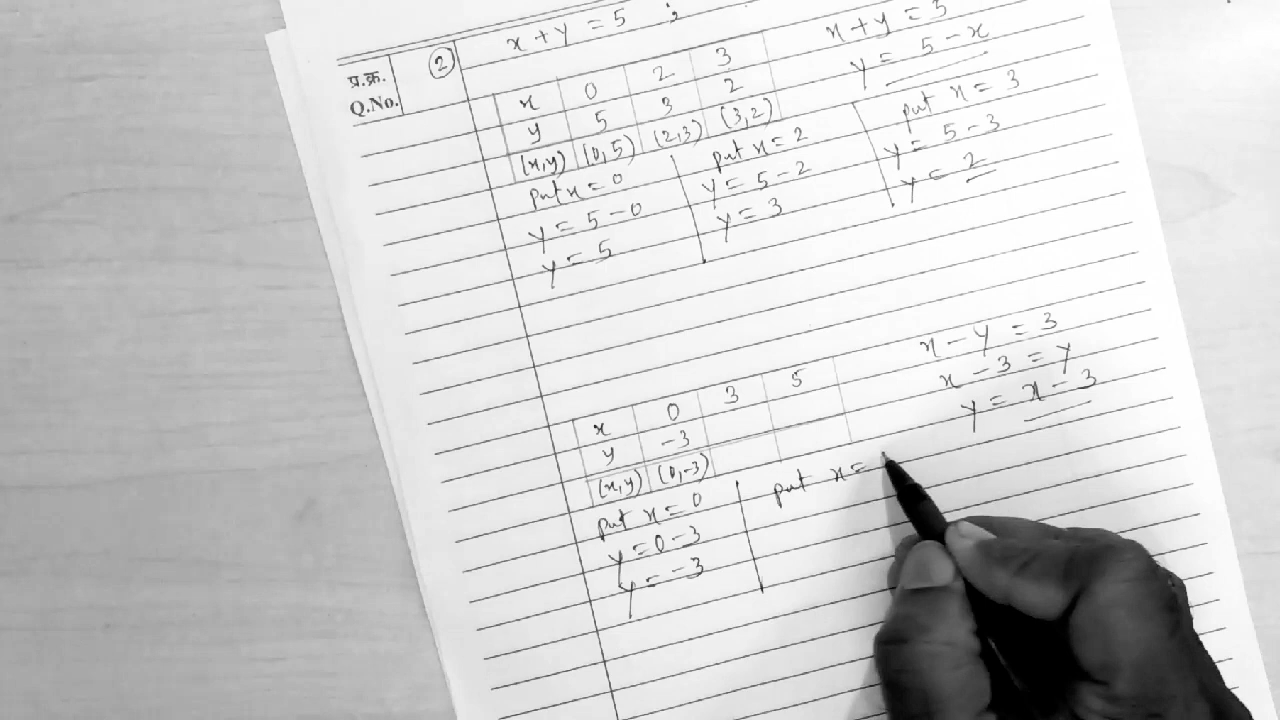 प्र.क्र.
Q.No.
② x + y = 5 ;
x + y = 3
y = 5 - x
x 0 2 3
y 5 3 2
(x,y) (0,5) (2,3) (3,2)
put x = 0
y = 5 - 0
y = 5
put x = 2
y = 5 - 2
y = 3
put x = 3
y = 5 - 3
y = 2
x - y = 3
x - 3 = y
y = x - 3
x 0 3 5
y -3
(x,y) (0,-3)
put x = 0
y = 0 - 3
y = -3
put x =